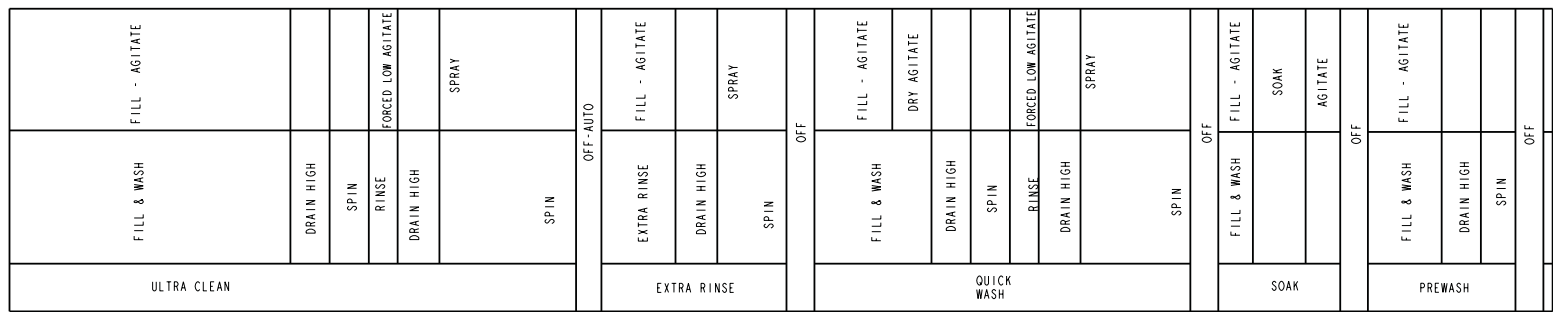 FILL - AGITATE
FORCED LOW AGITATE
SPRAY
OFF-AUTO
FILL - AGITATE
SPRAY
OFF
FILL - AGITATE
DRY AGITATE
FORCED LOW AGITATE
SPRAY
OFF
FILL - AGITATE
SOAK
AGITATE
OFF
FILL - AGITATE
OFF
FILL & WASH
DRAIN HIGH
SPIN
RINSE
DRAIN HIGH
SPIN
EXTRA RINSE
DRAIN HIGH
SPIN
FILL & WASH
DRAIN HIGH
SPIN
RINSE
DRAIN HIGH
SPIN
FILL & WASH
FILL & WASH
DRAIN HIGH
SPIN
ULTRA CLEAN
EXTRA RINSE
QUICK
WASH
SOAK
PREWASH